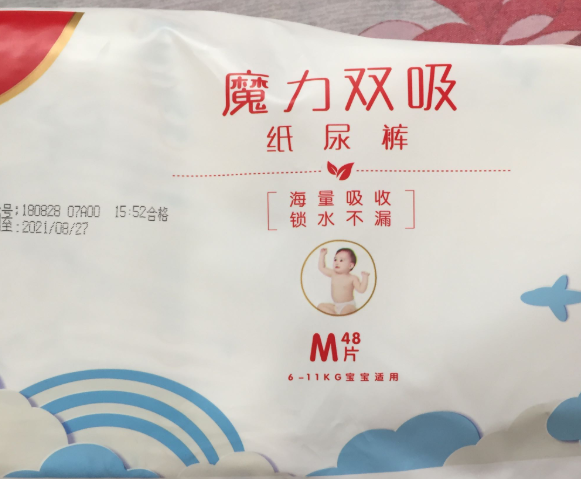 魔力双吸
纸尿裤
海量吸收
锁水不漏
号:180828 07A00 15:52合格
至:2021/08/27
M 48片
6-11KG宝宝适用